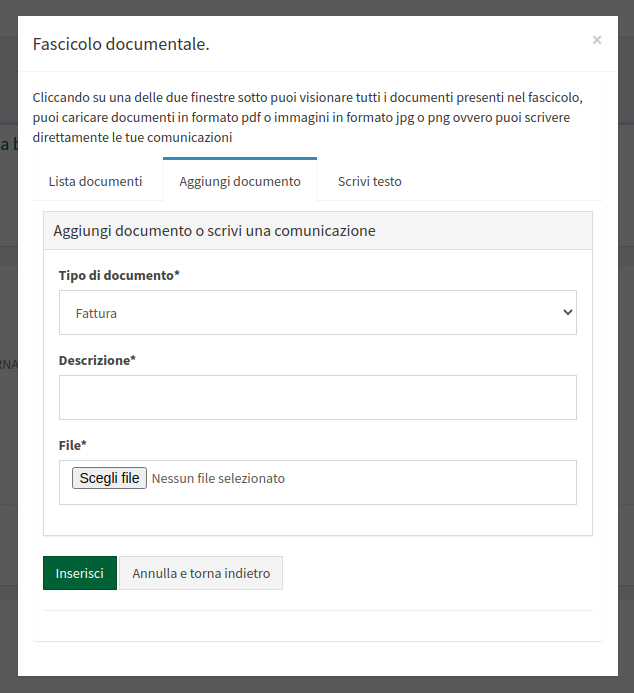 Fascicolo documentale.
×
Cliccando su una delle due finestre sotto puoi visionare tutti i documenti presenti nel fascicolo,
puoi caricare documenti in formato pdf o immagini in formato jpg o png ovvero puoi scrivere
direttamente le tue comunicazioni
Lista documenti Aggiungi documento Scrivi testo
Aggiungi documento o scrivi una comunicazione
Tipo di documento*
Fattura
Descrizione*
File*
Scegli file Nessun file selezionato
Inserisci Annulla e torna indietro